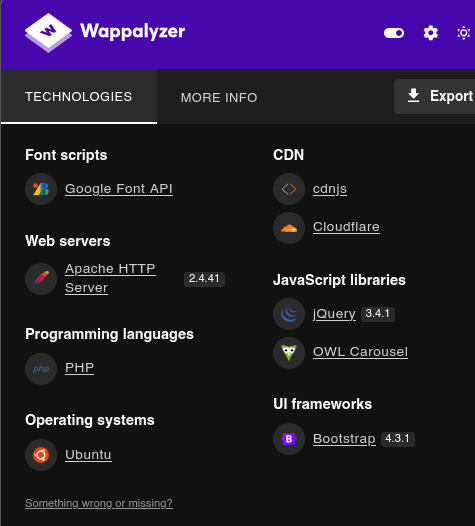 Wappalyzer
TECHNOLOGIES
MORE INFO
Export
Font scripts
Google Font API
Web servers
Apache HTTP
Server
2.4.41
Programming languages
php
PHP
Operating systems
Ubuntu
CDN
cdnjs
Cloudflare
JavaScript libraries
jQuery 3.4.1
OWL Carousel
UI frameworks
B
Bootstrap 4.3.1
Something wrong or missing?